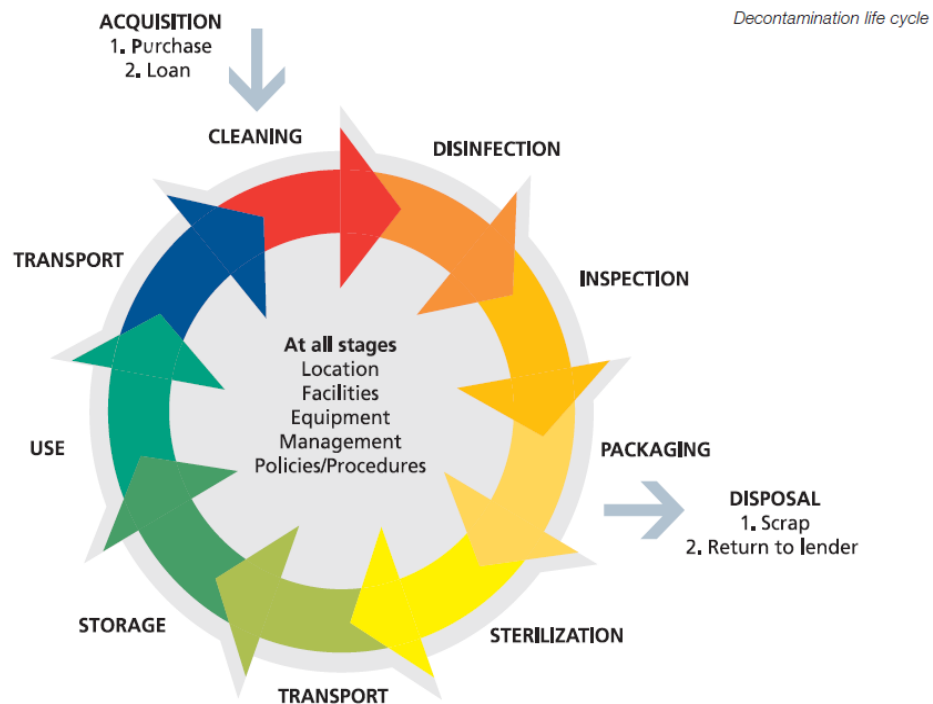 Decontamination life cycle
ACQUISITION
1. Purchase
2. Loan
CLEANING
DISINFECTION
INSPECTION
PACKAGING
DISPOSAL
1. Scrap
2. Return to lender
STERILIZATION
TRANSPORT
STORAGE
USE
TRANSPORT
At all stages
Location
Facilities
Equipment
Management
Policies/Procedures